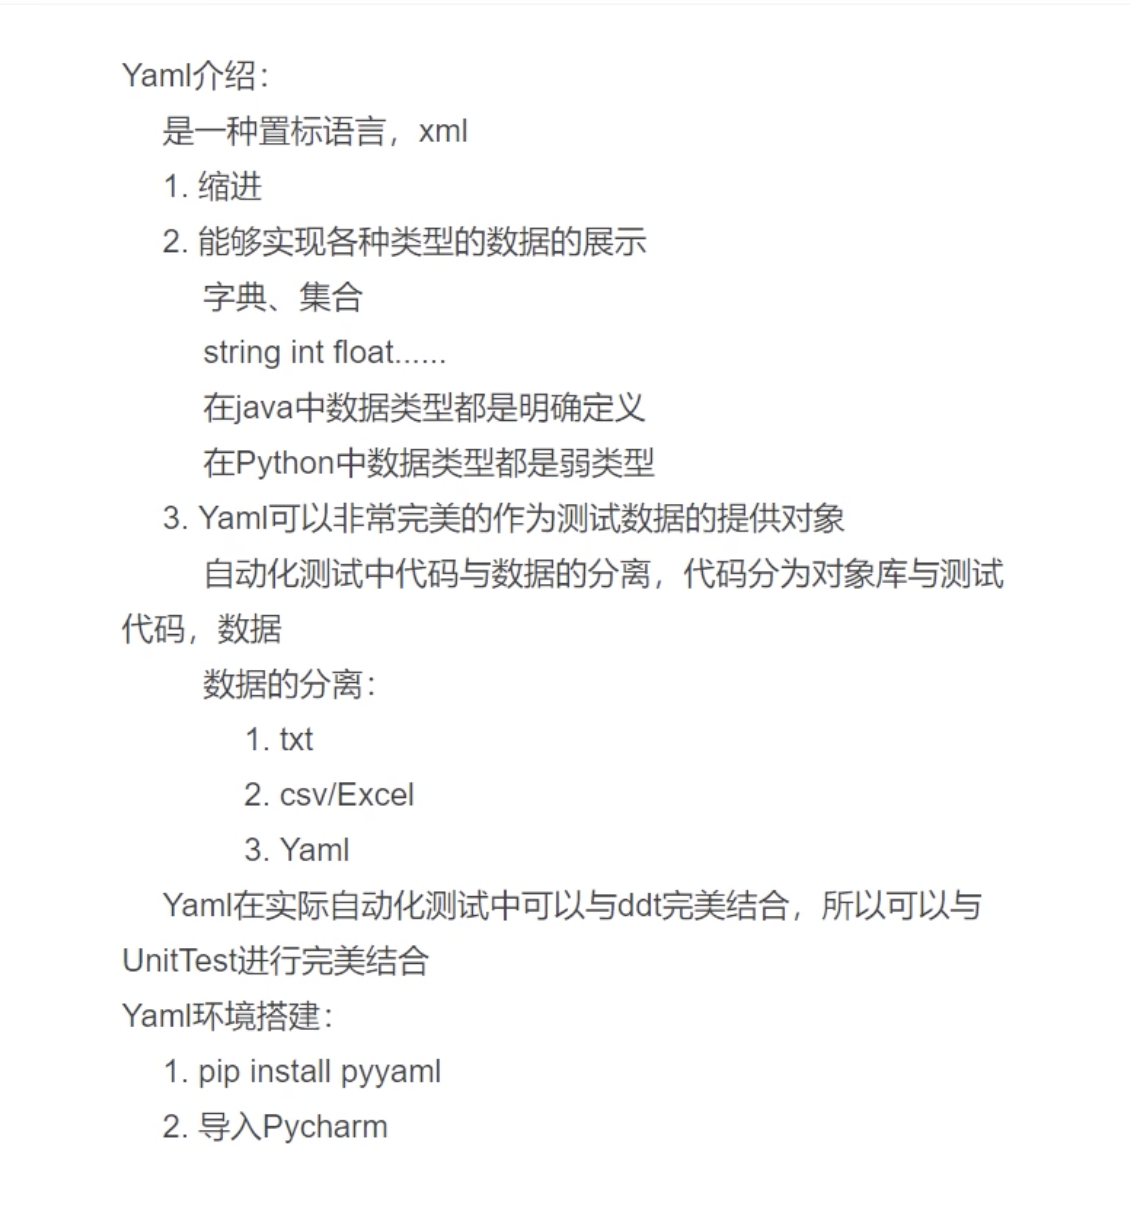 Yaml介绍：
是一种置标语言，xml
1. 缩进
2. 能够实现各种类型的数据的展示
字典、集合
string int float......
在java中数据类型都是明确定义
在Python中数据类型都是弱类型
3. Yaml可以非常完美的作为测试数据的提供对象
自动化测试中代码与数据的分离，代码分为对象库与测试
代码，数据
数据的分离：
1. txt
2. csv/Excel
3. Yaml
Yaml在实际自动化测试中可以与ddt完美结合，所以可以与
UnitTest进行完美结合
Yaml环境搭建：
1. pip install pyyaml
2. 导入Pycharm